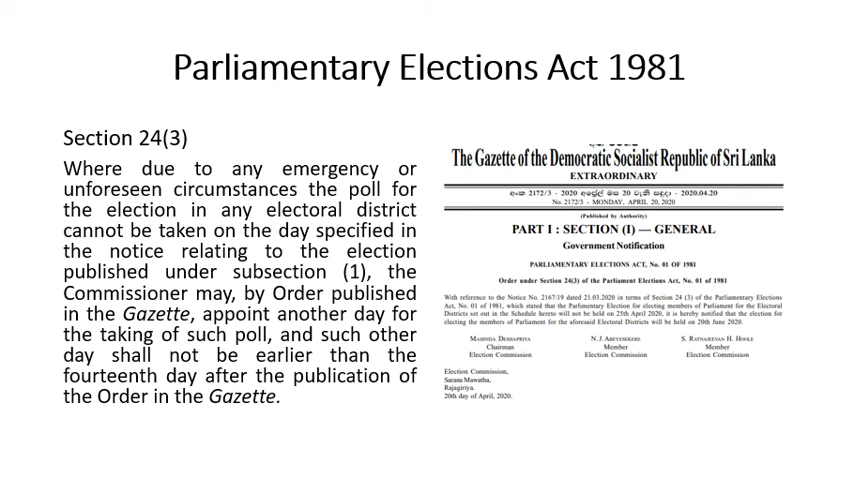 Parliamentary Elections Act 1981
Section 24(3)
Where due to any emergency or
unforeseen circumstances the poll for
the election in any electoral district
cannot be taken on the day specified in
the notice relating to the election
published under subsection (1), the
Commissioner may, by Order published
in the Gazette, appoint another day for
the taking of such poll, and such other
day shall not be earlier than the
fourteenth day after the publication of
the Order in the Gazette.
The Gazette of the Democratic Socialist Republic of Sri Lanka
EXTRAORDINARY
අංක 2172/3 - 2020 අප්‍රේල් මස 20 වැනි සඳුදා - 2020.04.20
No. 2172/3 - MONDAY, APRIL 20, 2020
(Published by Authority)
PART I : SECTION (I) — GENERAL
Government Notification
PARLIAMENTARY ELECTIONS ACT, No. 01 OF 1981
Order under Section 24(3) of the Parliament Elections Act, No. 01 of 1981
With reference to the Notice No. 2167/19 dated 21.03.2020 in terms of Section 24 (3) of the Parliamentary Elections
Act, No. 01 of 1981, which stated that the Parlimentary Election for electing members of Parliament for the Electoral
Districts set out in the Schedule hereto will not be held on 25th April 2020, it is hereby notified that the election for
electing the members of Parliament for the aforesaid Electoral Districts will be held on 20th June 2020.
MAHINDA DESHAPRIYA N. J. ABEYESEKERE S. RATNAJEEVAN H. HOOLE
Chairman Member Member
Election Commission Election Commission Election Commission
Election Commission,
Sarana Mawatha,
Rajagiriya.
20th day of April, 2020.